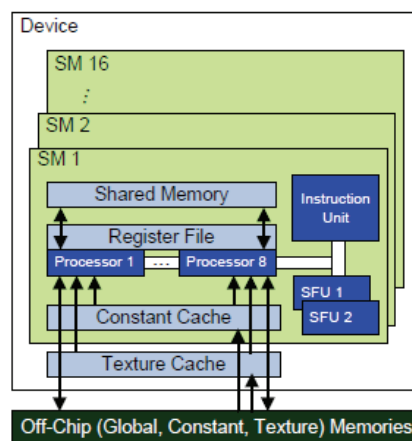 Device
SM 16
⋮
SM 2
SM 1
Shared Memory
Instruction
Unit
Register File
Processor 1 ... Processor 8
SFU 1
Constant Cache
SFU 2
Texture Cache
Off-Chip (Global, Constant, Texture) Memories